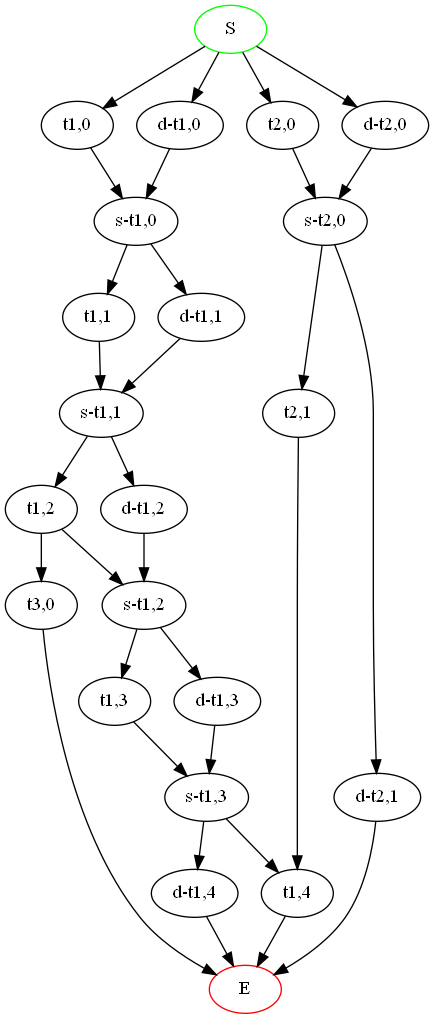 S
t1,0
d-t1,0
t2,0
d-t2,0
s-t1,0
s-t2,0
t1,1
d-t1,1
s-t1,1
t2,1
t1,2
d-t1,2
t3,0
s-t1,2
t1,3
d-t1,3
s-t1,3
d-t2,1
d-t1,4
t1,4
E